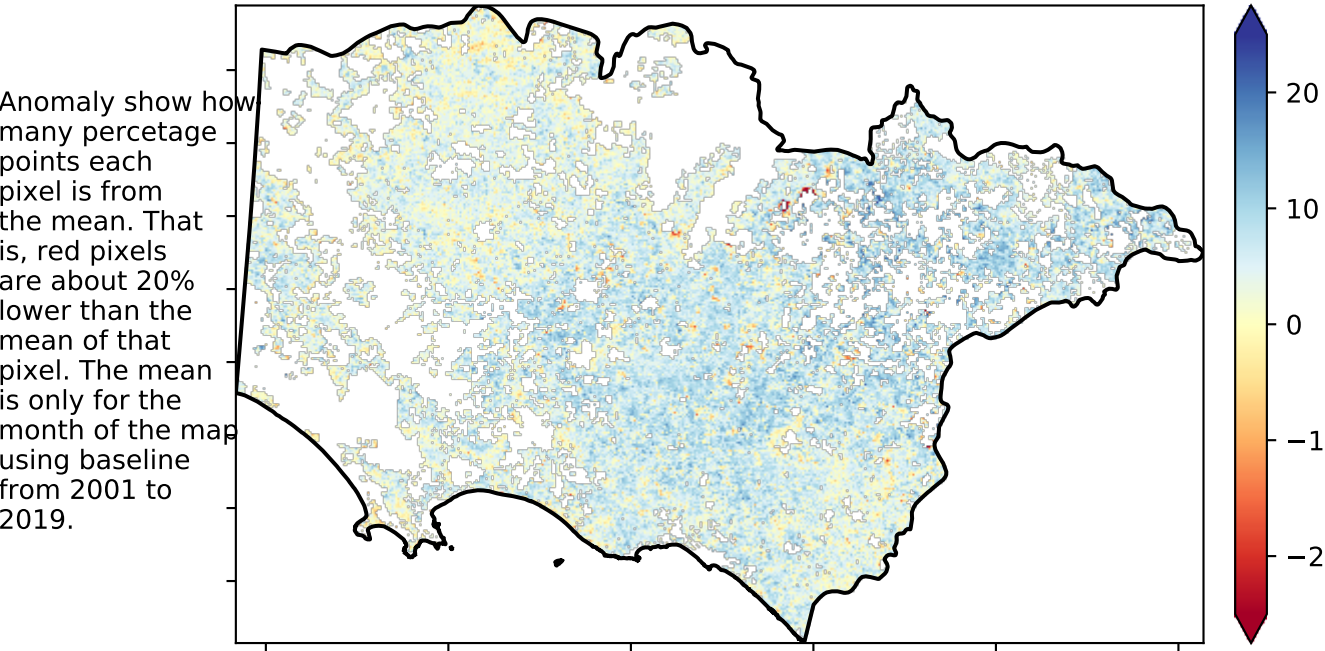 Anomaly show how
many percetage
points each
pixel is from
the mean. That
is, red pixels
are about 20%
lower than the
mean of that
pixel. The mean
is only for the
month of the map
using baseline
from 2001 to
2019.
20
10
0
−1
−2